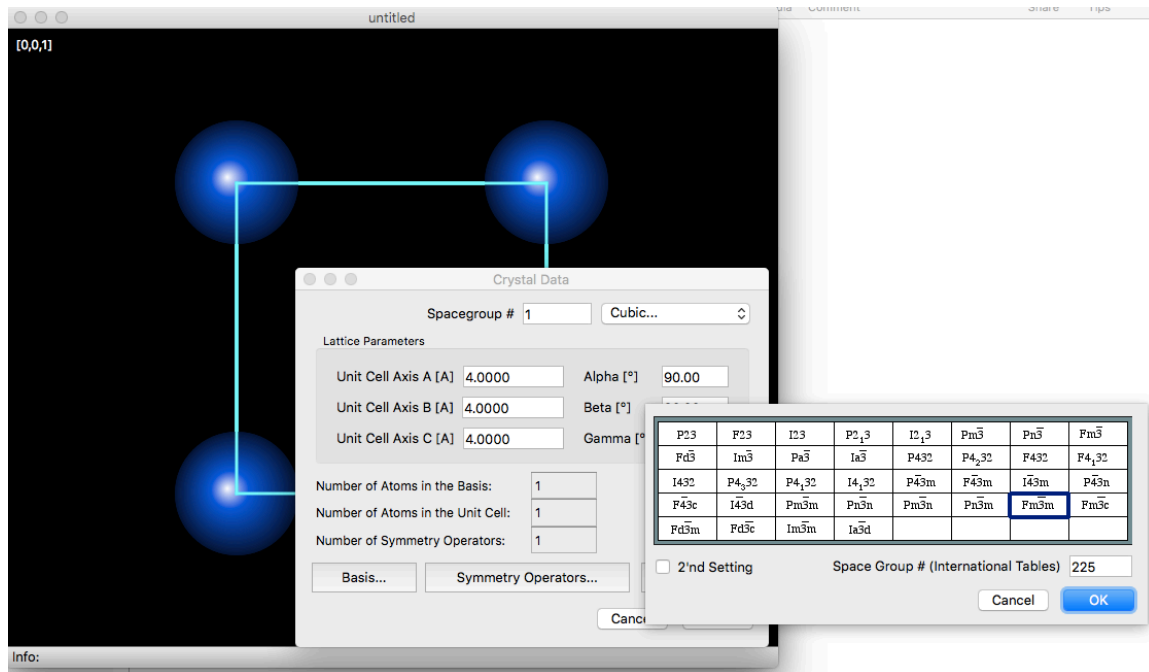 untitled
Comment
Share
Tips
[0,0,1]
Crystal Data
Spacegroup # 1 Cubic...
Lattice Parameters
Unit Cell Axis A [A] 4.0000 Alpha [°] 90.00
Unit Cell Axis B [A] 4.0000 Beta [°]
Unit Cell Axis C [A] 4.0000 Gamma [°
Number of Atoms in the Basis: 1
Number of Atoms in the Unit Cell: 1
Number of Symmetry Operators: 1
Basis... Symmetry Operators...
Cance
P23 F23 I23 P2₁3 I2₁3 Pm3̅ Pn3̅ Fm3̅
Fd3̅ Im3̅ Pa3̅ Ia3̅ P432 P4₂32 F432 F4₁32
I432 P4₃32 P4₁32 I4₁32 P4̅3m F4̅3m I4̅3m P4̅3n
F4̅3c I4̅3d Pm3̅m Pn3̅n Pm3̅n Pn3̅m Fm3̅m Fm3̅c
Fd3̅m Fd3̅c Im3̅m Ia3̅d
2'nd Setting Space Group # (International Tables) 225
Cancel OK
Info: